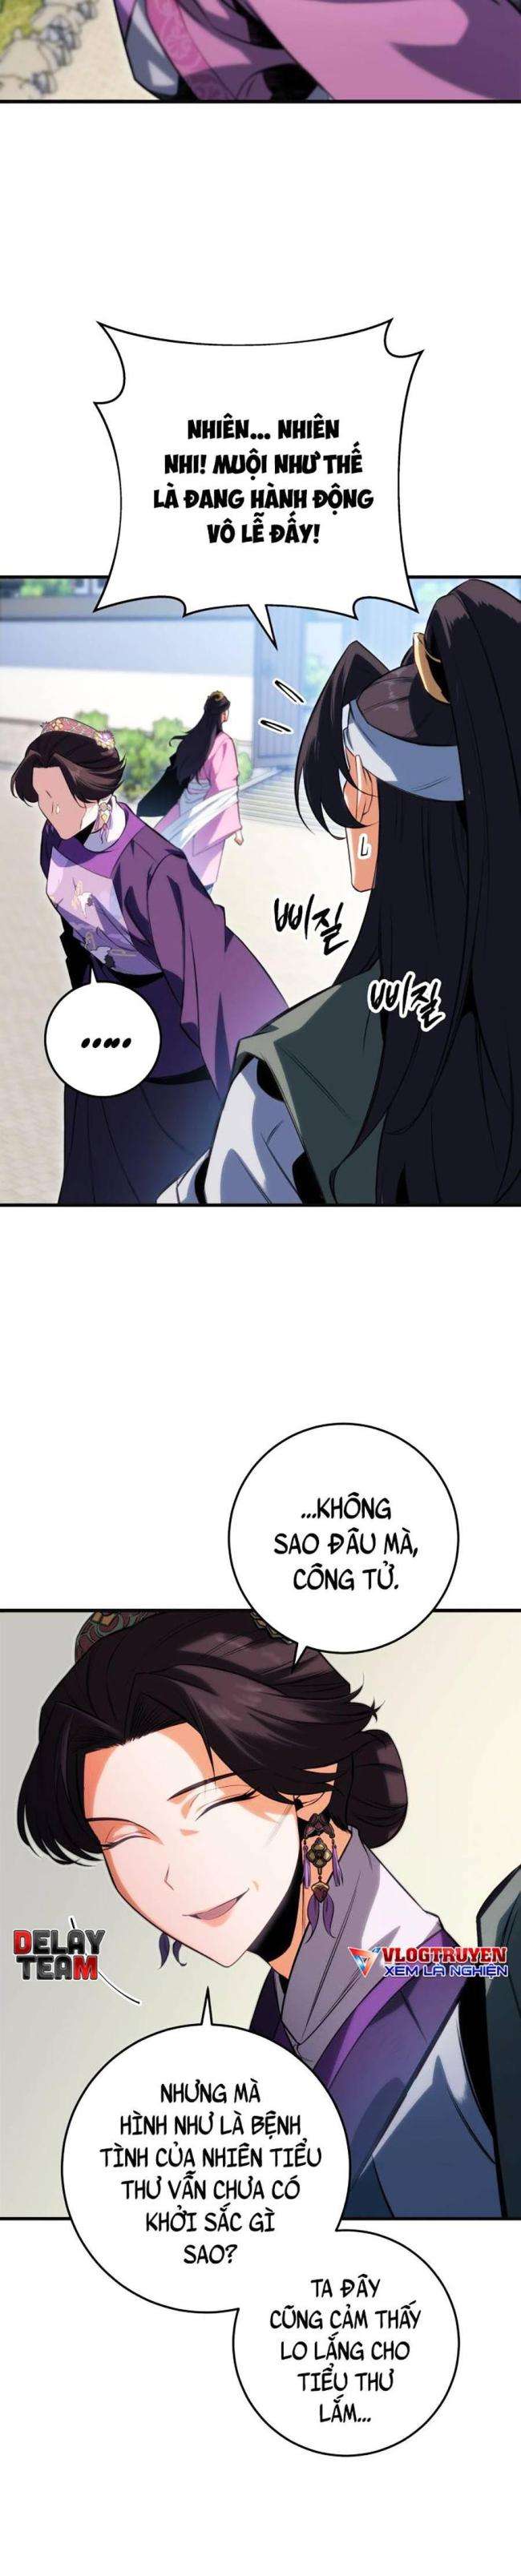 NHIÊN... NHIÊN
NHI! MUỘI NHƯ THẾ
LÀ ĐANG HÀNH ĐỘNG
VÔ LỄ ĐẤY!
삐질
삐질
.....
...KHÔNG
SAO ĐÂU MÀ,
CÔNG TỬ.
DELAY
TEAM
VLOGTRUYEN
XEM LÀ NGHIỆN
NHƯNG MÀ
HÌNH NHƯ LÀ BỆNH
TÌNH CỦA NHIÊN TIỂU
THƯ VẪN CHƯA CÓ
KHỞI SẮC GÌ
SAO?
TA ĐÂY
CŨNG CẢM THẤY
LO LẮNG CHO
TIỂU THƯ
LẮM...